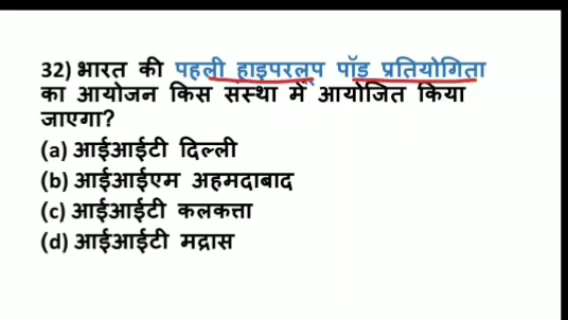 32) भारत की पहली हाइपरलूप पॉड प्रतियोगिता
का आयोजन किस संस्था में आयोजित किया
जाएगा?
(a) आईआईटी दिल्ली
(b) आईआईएम अहमदाबाद
(c) आईआईटी कलकत्ता
(d) आईआईटी मद्रास